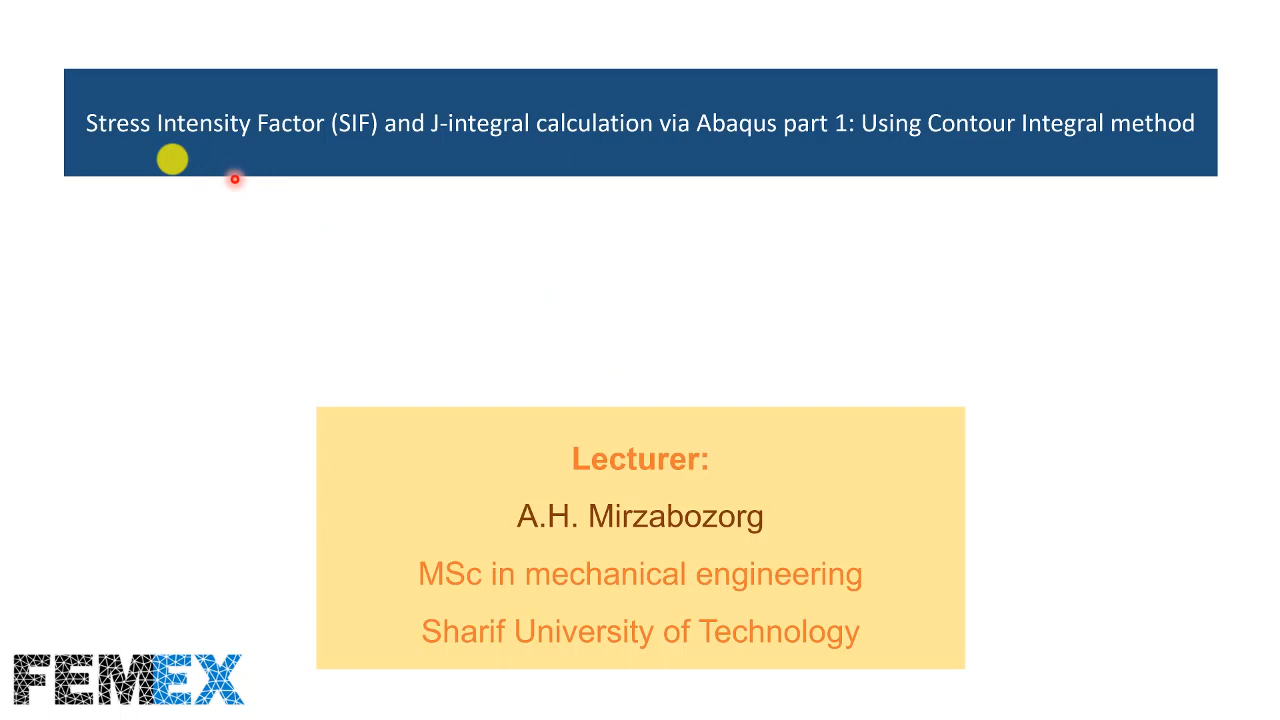 Stress Intensity Factor (SIF) and J-integral calculation via Abaqus part 1: Using Contour Integral method
Lecturer:
A.H. Mirzabozorg
MSc in mechanical engineering
Sharif University of Technology
FEMEX